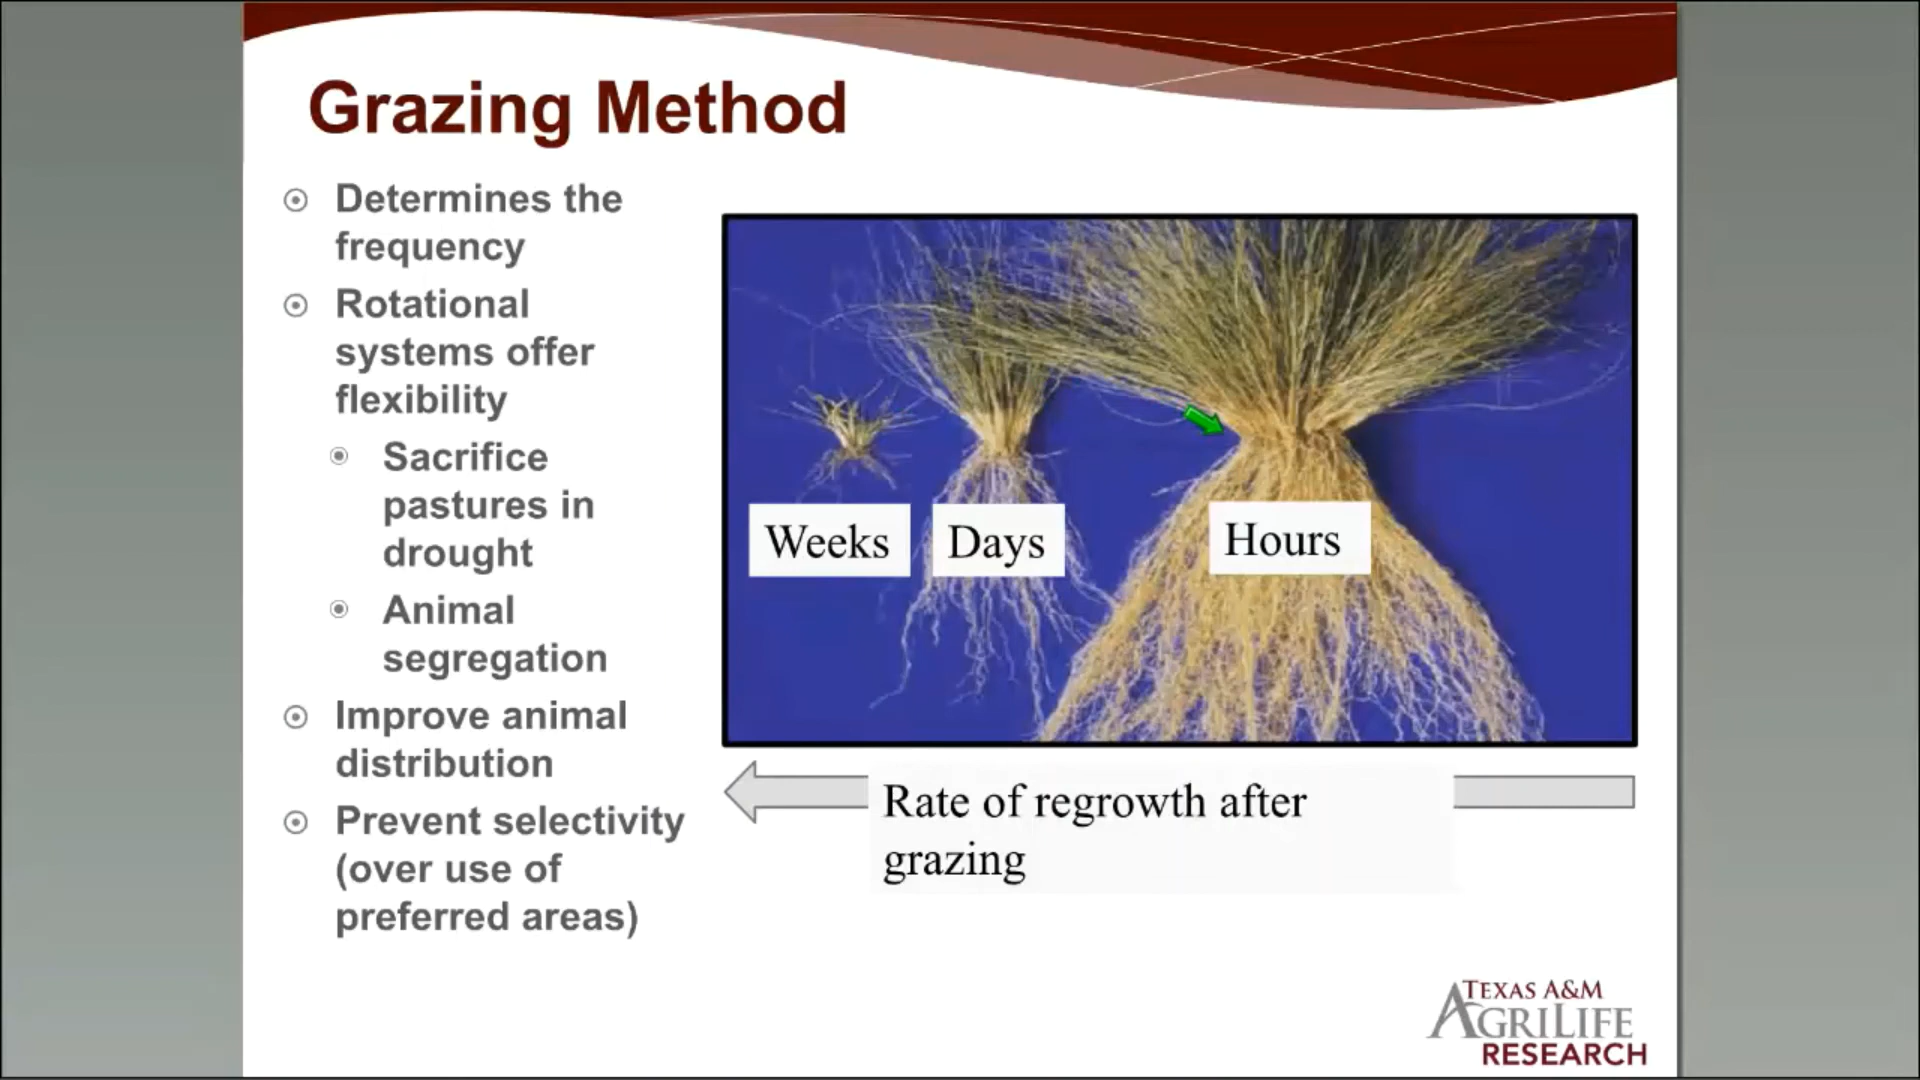 Grazing Method
Determines the
frequency
Rotational
systems offer
flexibility
Sacrifice
pastures in
drought
Animal
segregation
Improve animal
distribution
Prevent selectivity
(over use of
preferred areas)
Weeks
Days
Hours
Rate of regrowth after
grazing
TEXAS A&M
AGRILIFE
RESEARCH